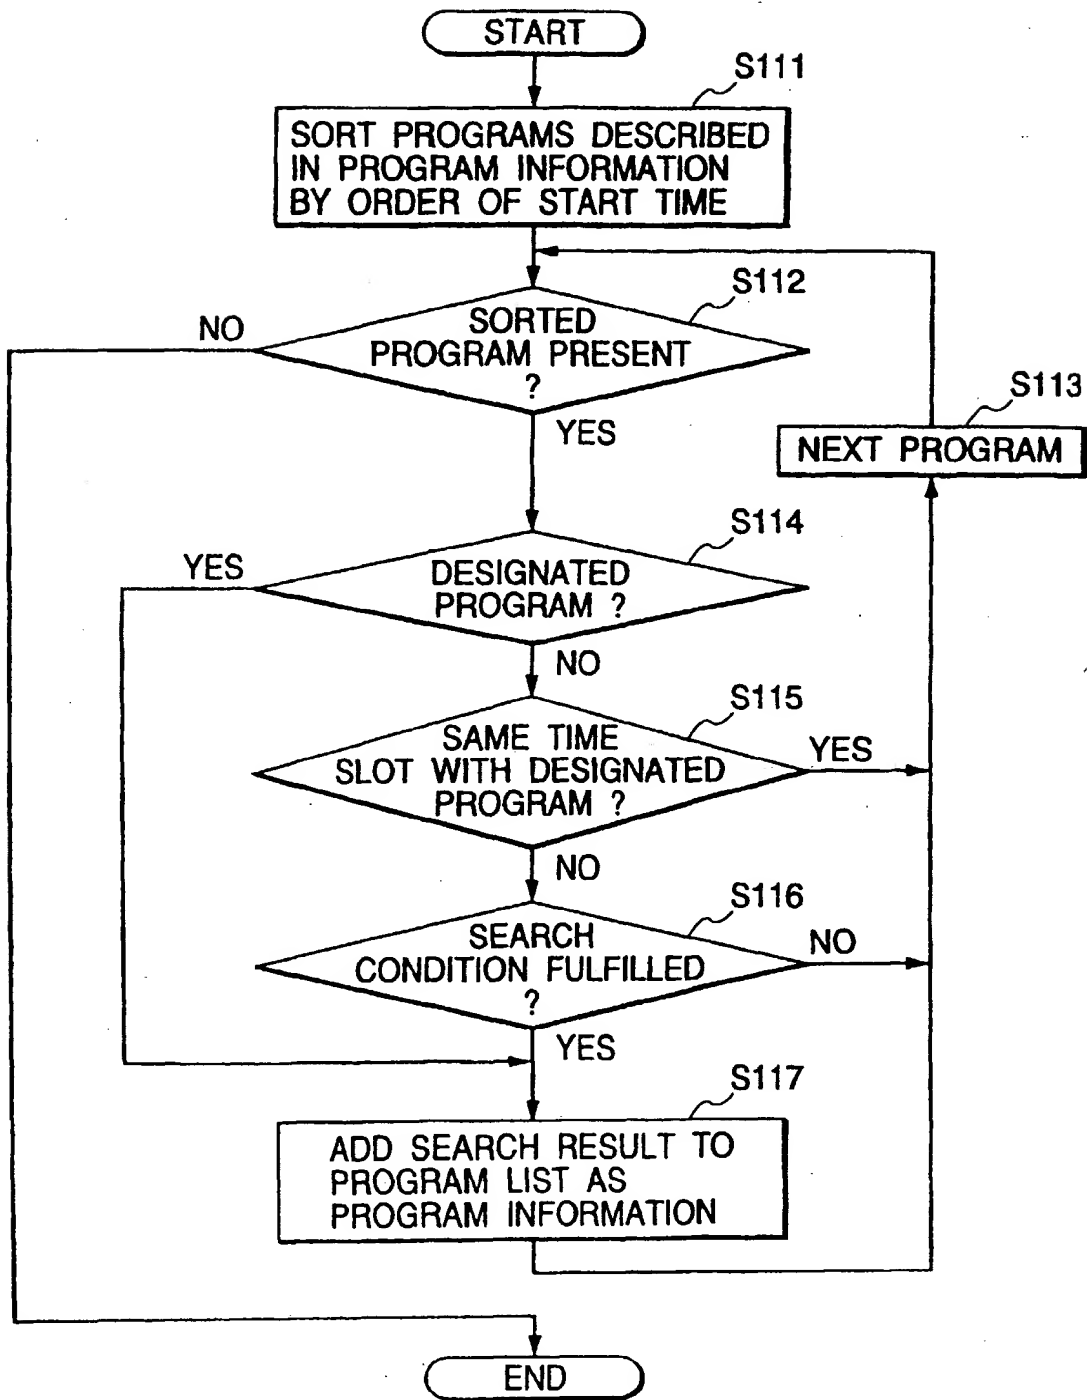 START
S111
SORT PROGRAMS DESCRIBED
IN PROGRAM INFORMATION
BY ORDER OF START TIME
S112
NO
SORTED
PROGRAM PRESENT
?
YES
S113
NEXT PROGRAM
S114
YES
DESIGNATED
PROGRAM ?
NO
S115
SAME TIME
SLOT WITH DESIGNATED
PROGRAM ?
YES
NO
S116
SEARCH
CONDITION FULFILLED
?
NO
YES
S117
ADD SEARCH RESULT TO
PROGRAM LIST AS
PROGRAM INFORMATION
END